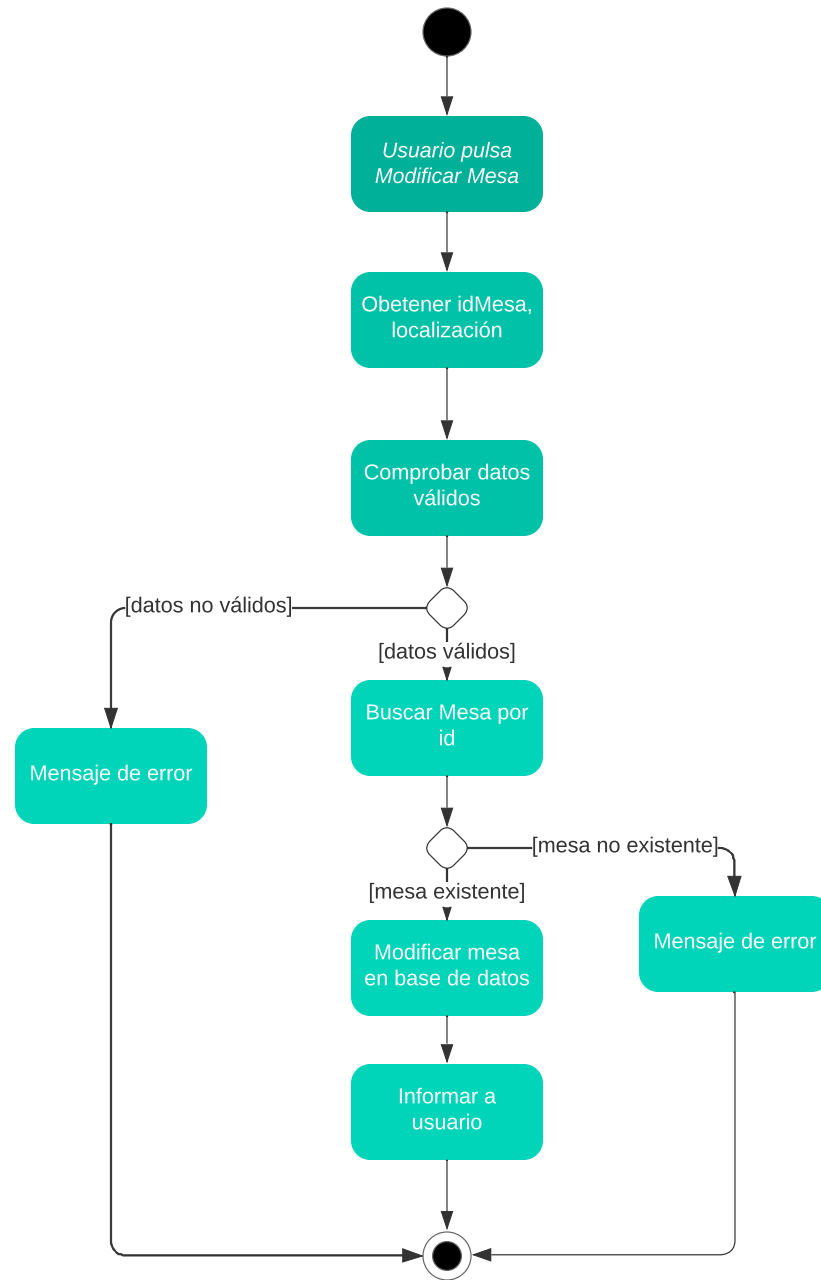 Usuario pulsa
Modificar Mesa
Obetener idMesa,
localización
Comprobar datos
válidos
[datos no válidos]
[datos válidos]
Buscar Mesa por
id
Mensaje de error
[mesa no existente]
[mesa existente]
Mensaje de error
Modificar mesa
en base de datos
Informar a
usuario